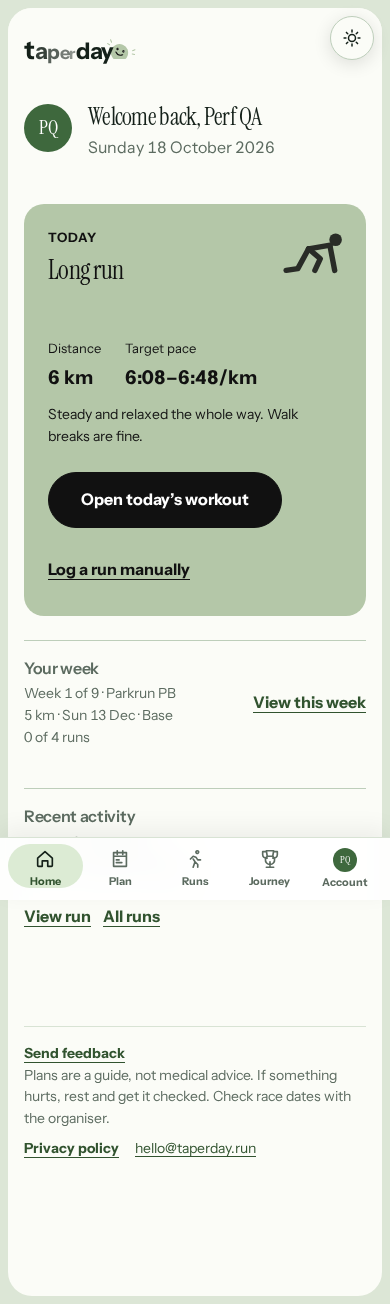 taperday
PQ
Welcome back, Perf QA
Sunday 18 October 2026
TODAY
Long run
Distance Target pace
6 km 6:08–6:48/km
Steady and relaxed the whole way. Walk
breaks are fine.
Open today’s workout
Log a run manually
Your week
Week 1 of 9 · Parkrun PB
5 km · Sun 13 Dec · Base
0 of 4 runs
View this week
Recent activity
PQ
Home Plan Runs Journey Account
View run All runs
Send feedback
Plans are a guide, not medical advice. If something
hurts, rest and get it checked. Check race dates with
the organiser.
Privacy policy hello@taperday.run